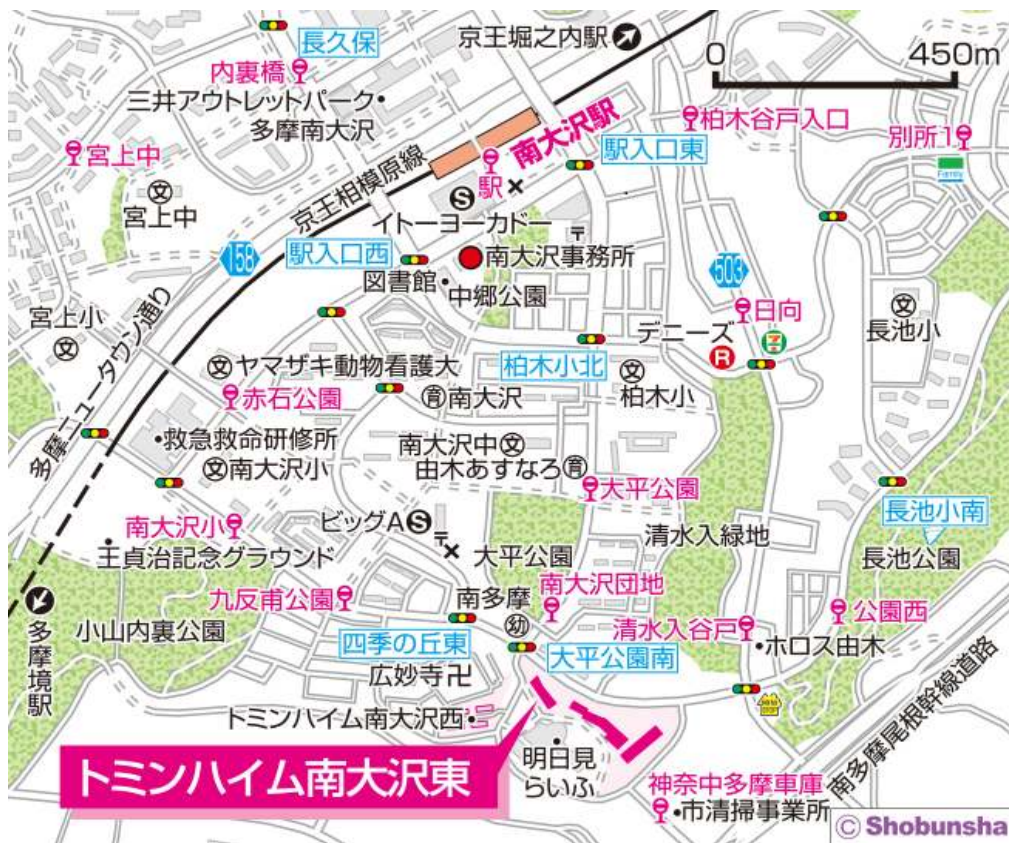 長久保
京王堀之内駅
0 450m
内裏橋
三井アウトレットパーク
多摩南大沢
南大沢駅
柏木谷戸入口
駅入口東
別所1
Family
宮上中
文
宮上中
京王相模原線
駅
S
イトーヨーカドー
〒
158
駅入口西
南大沢事務所
503
図書館
中郷公園
日向
宮上小
文
多摩ニュータウン通り
デニーズ
R
7
文
長池小
文ヤマザキ動物看護大
柏木小北
文
柏木小
赤石公園
育南大沢
救急救命研修所
南大沢中文
文南大沢小
由木あすなろ育
大平公園
長池小南
南大沢小
ビッグA S
〒
王貞治記念グラウンド
大平公園
清水入緑地
長池公園
九反甫公園
南多摩
幼
南大沢団地
公園西
小山内裏公園
四季の丘東
大平公園南
清水入谷戸
ホロス由木
多摩境駅
広妙寺卍
トミンハイム南大沢西
南多摩尾根幹線道路
トミンハイム南大沢東
明日見
らいふ
神奈中多摩車庫
市清掃事業所
© Shobunsha